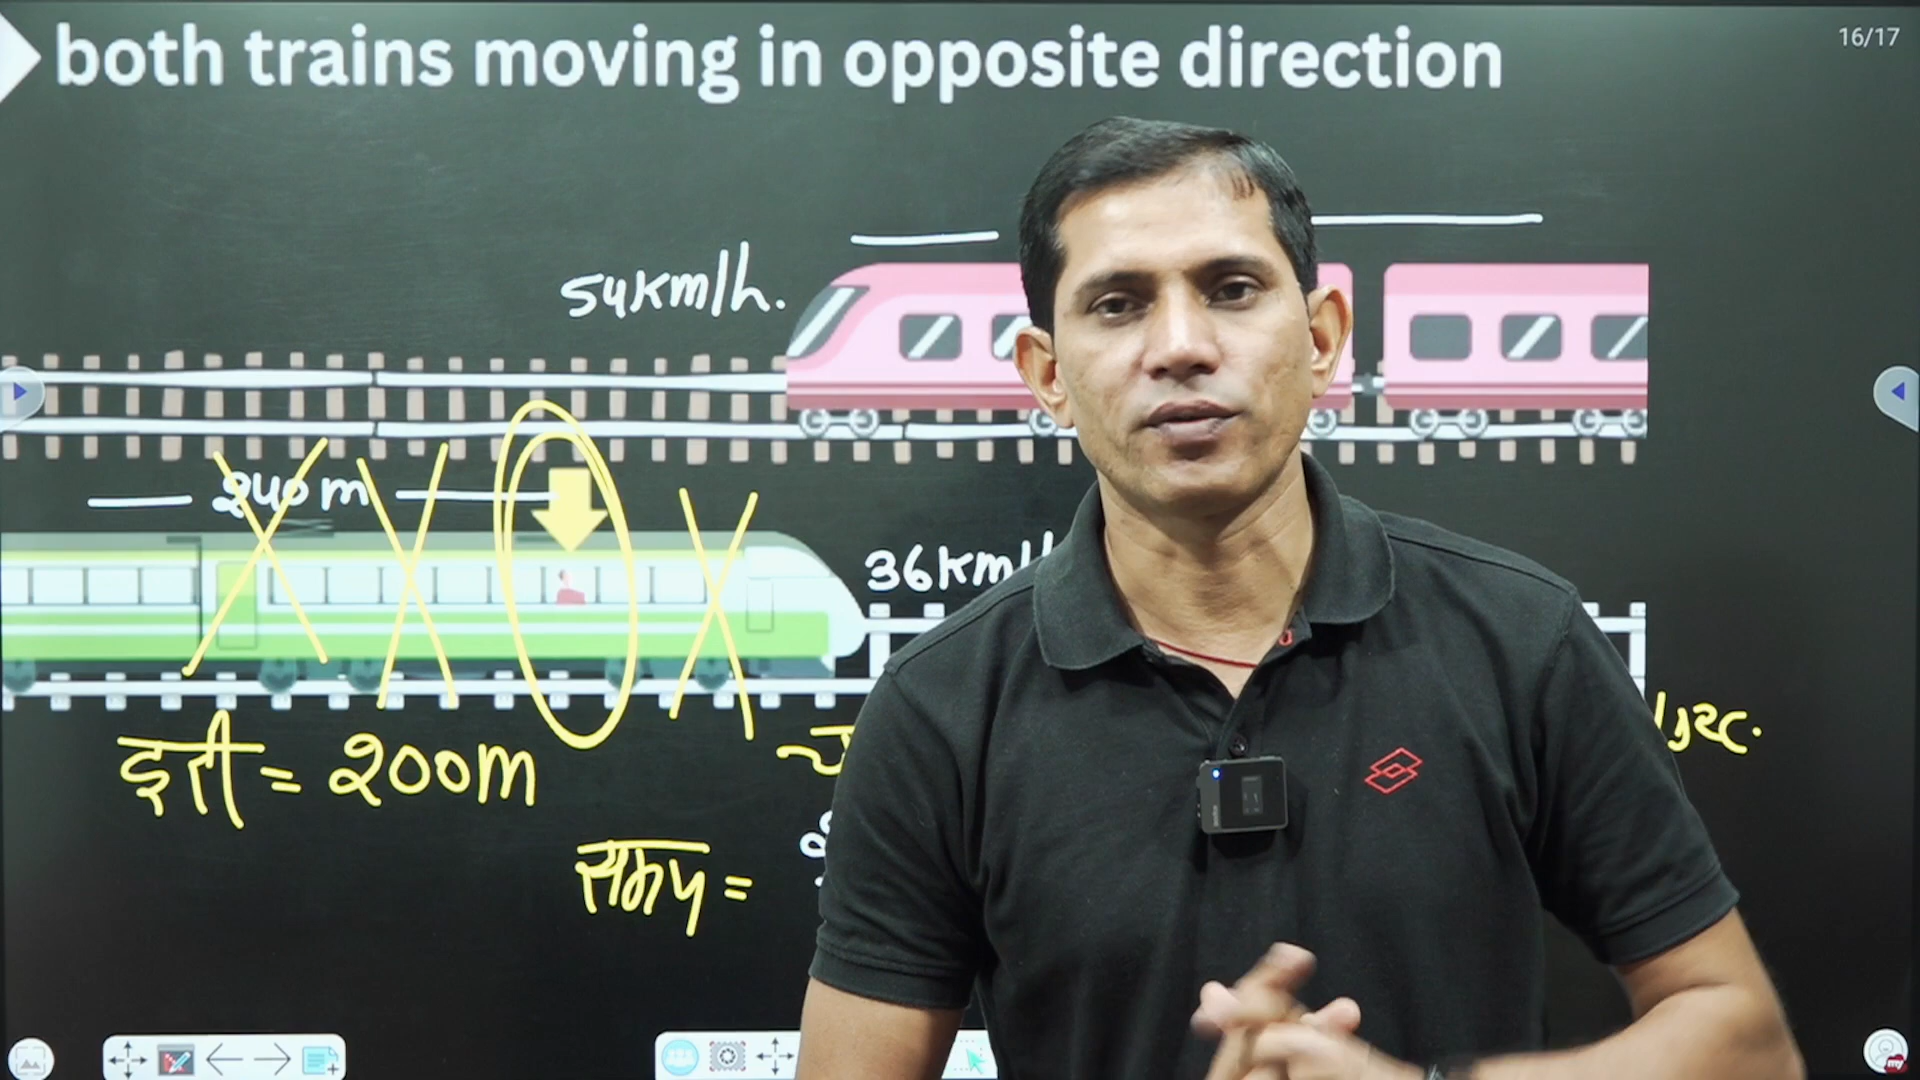 both trains moving in opposite direction
16/17
54km/h.
240m
36km/h
दुरी = 200m
समय =